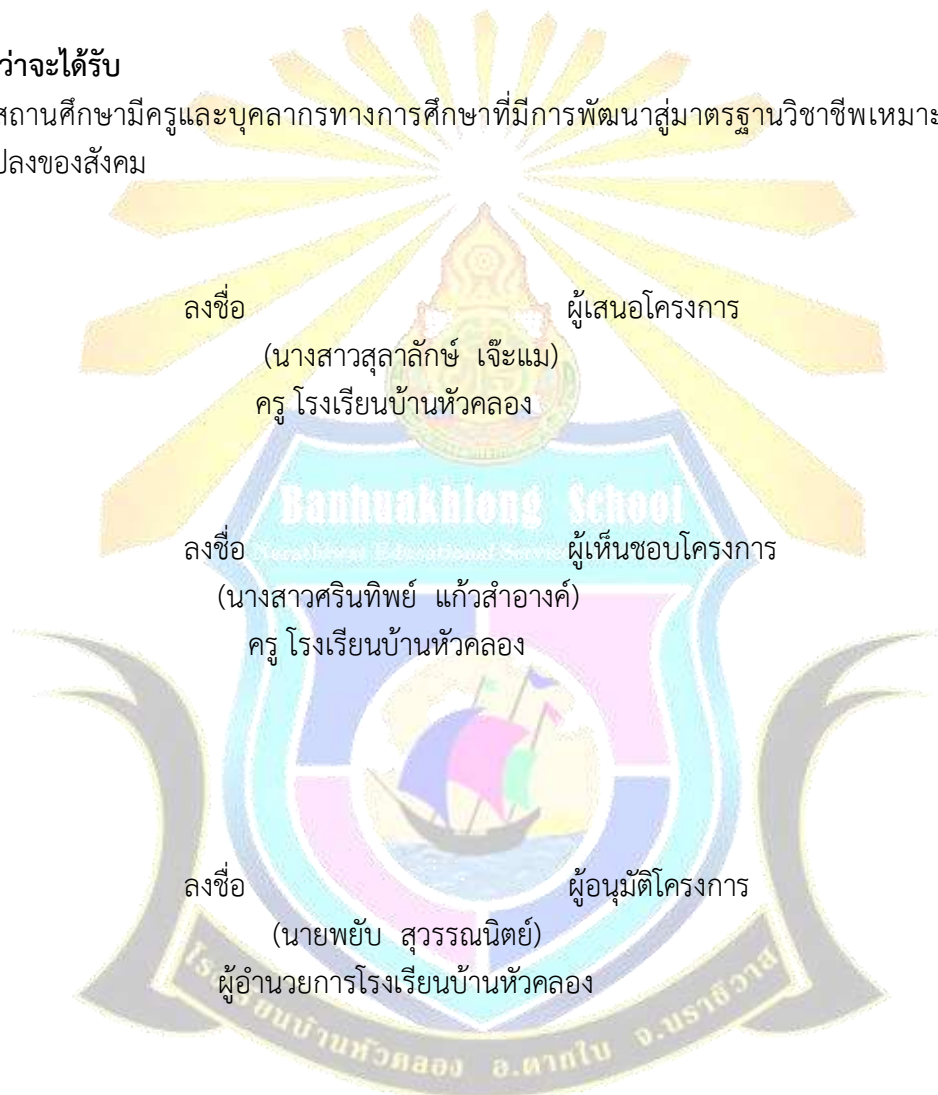 ว่าจะได้รับ
สถานศึกษามีครูและบุคลากรทางการศึกษาที่มีการพัฒนาสู่มาตรฐานวิชาชีพเหมาะ
ปลงของสังคม
ลงชื่อ ผู้เสนอโครงการ
(นางสาวสุลาลักษ์ เจ๊ะแม)
ครู โรงเรียนบ้านหัวคลอง
Banhuakhlong School
ลงชื่อ ผู้เห็นชอบโครงการ
Narathiwat Educational Servi
(นางสาวศรินทิพย์ แก้วสำอางค์)
ครู โรงเรียนบ้านหัวคลอง
ลงชื่อ ผู้อนุมัติโครงการ
(นายพยับ สุวรรณนิตย์)
ผู้อำนวยการโรงเรียนบ้านหัวคลอง
โรงเรียนบ้านหัวคลอง อ.ตากใบ จ.นราธิวาส